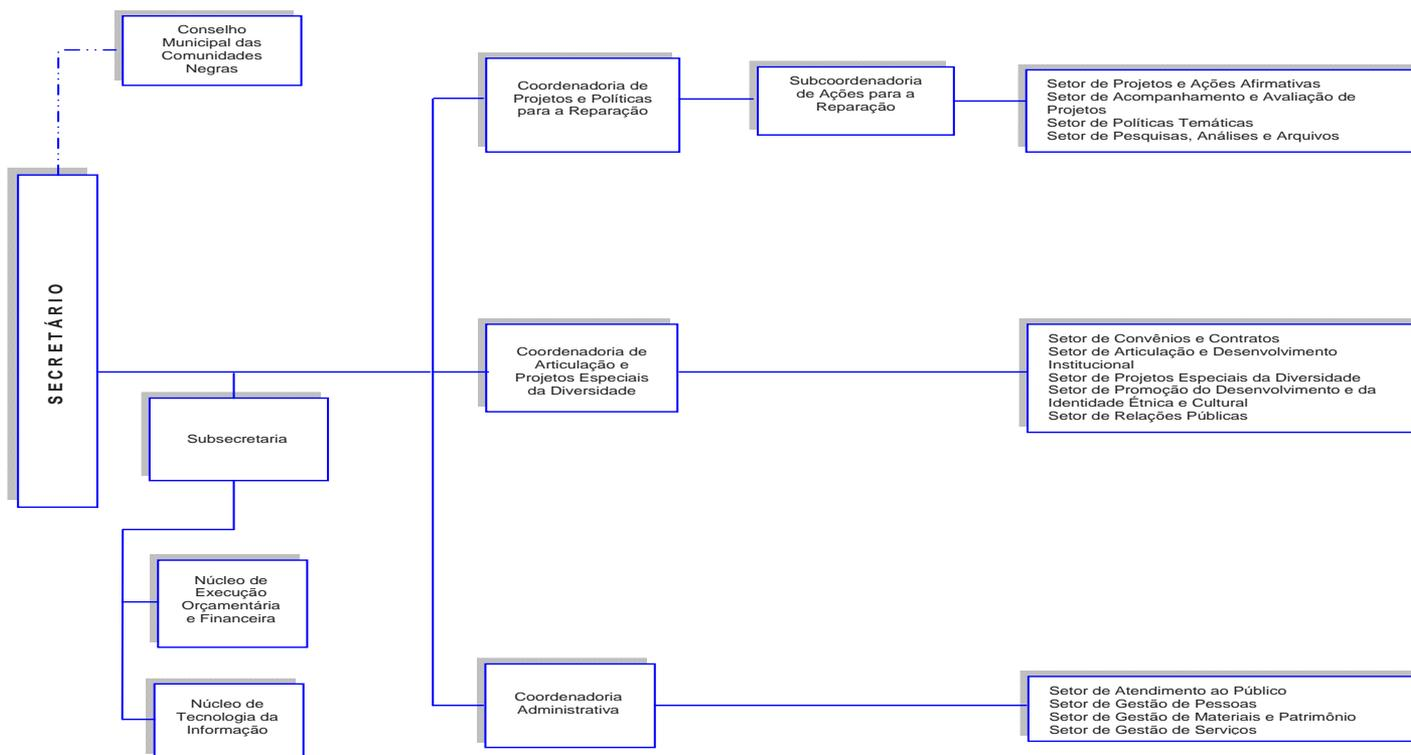 Conselho
Municipal das
Comunidades
Negras
Coordenadoria de
Projetos e Políticas
para a Reparação
Subcoordenadoria
de Ações para a
Reparação
Setor de Projetos e Ações Afirmativas
Setor de Acompanhamento e Avaliação de
Projetos
Setor de Políticas Temáticas
Setor de Pesquisas, Análises e Arquivos
SECRETÁRIO
Coordenadoria de
Articulação e
Projetos Especiais
da Diversidade
Setor de Convênios e Contratos
Setor de Articulação e Desenvolvimento
Institucional
Setor de Projetos Especiais da Diversidade
Setor de Promoção do Desenvolvimento e da
Identidade Étnica e Cultural
Setor de Relações Públicas
Subsecretaria
Núcleo de
Execução
Orçamentária
e Financeira
Núcleo de
Tecnologia da
Informação
Coordenadoria
Administrativa
Setor de Atendimento ao Público
Setor de Gestão de Pessoas
Setor de Gestão de Materiais e Patrimônio
Setor de Gestão de Serviços